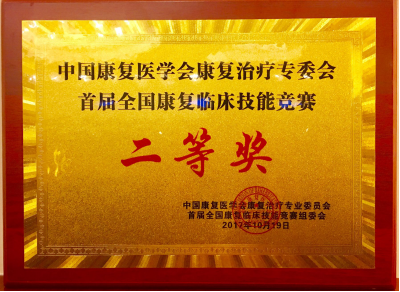 中国康复医学会康复治疗专委会
首届全国康复临床技能竞赛
二等奖
中国康复医学会康复治疗专业委员会
首届全国康复临床技能竞赛组委会
2017年10月19日